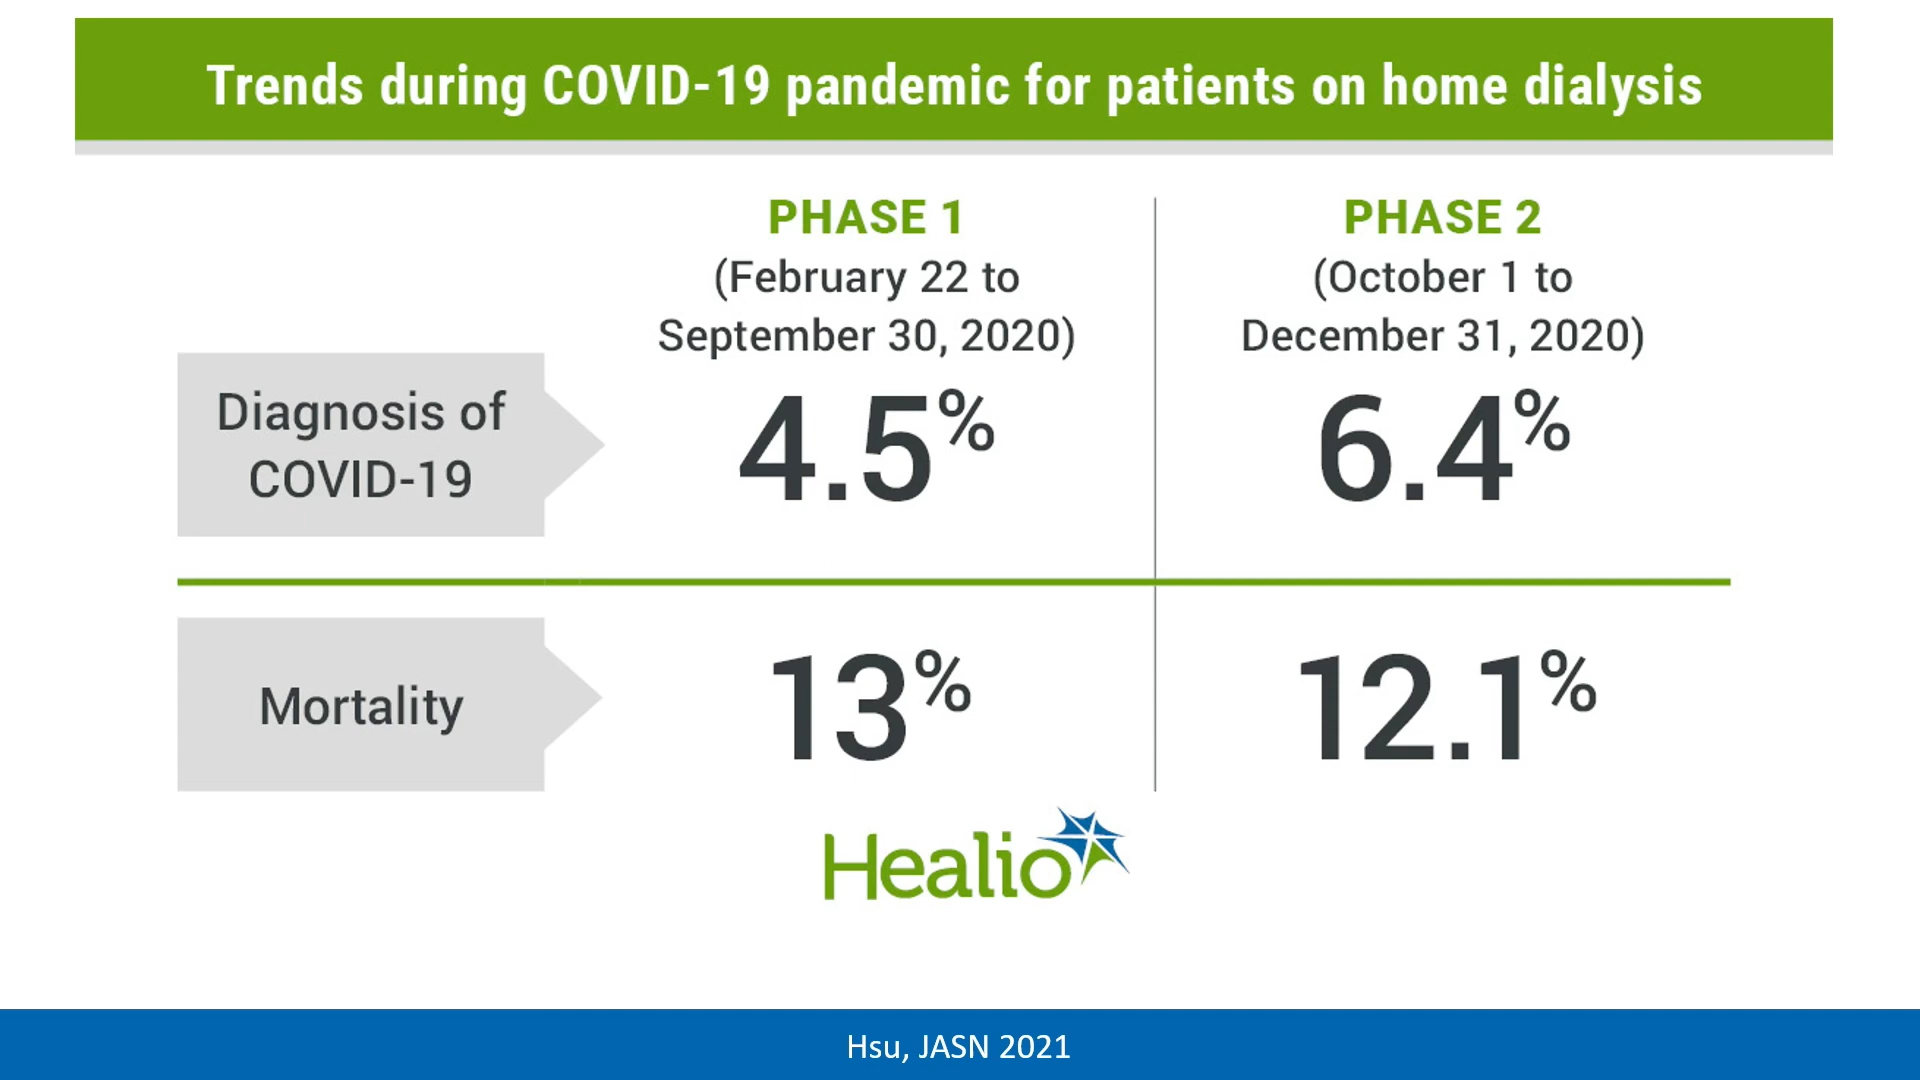 Trends during COVID-19 pandemic for patients on home dialysis
PHASE 1
(February 22 to
September 30, 2020)
PHASE 2
(October 1 to
December 31, 2020)
Diagnosis of
COVID-19
4.5%
6.4%
Mortality
13%
12.1%
Healio
Hsu, JASN 2021